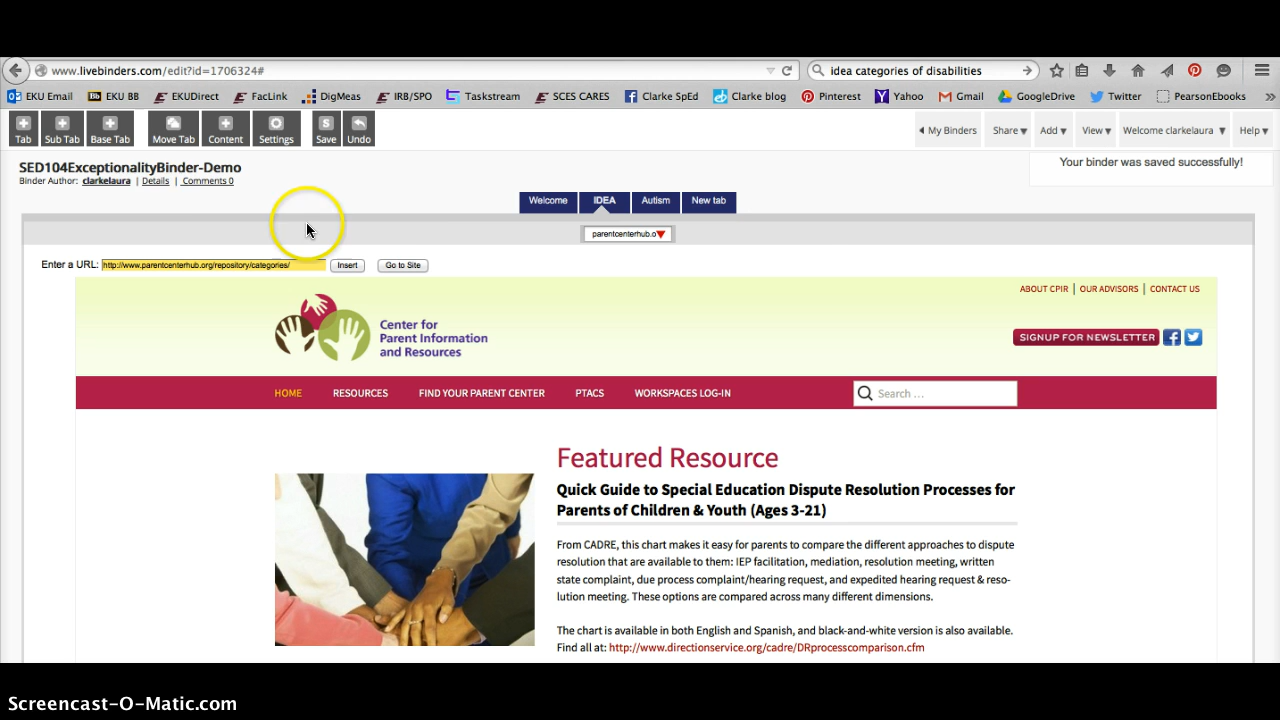 www.livebinders.com/edit?id=1706324#
idea categories of disabilities
EKU Email
Bb
EKU BB
EKUDirect
FacLink
DigMeas
IRB/SPO
Taskstream
SCES CARES
Clarke SpEd
Clarke blog
Pinterest
Yahoo
Gmail
GoogleDrive
Twitter
PearsonEbooks
Tab
Sub Tab
Base Tab
Move Tab
Content
Settings
Save
Undo
My Binders
Share
Add
View
Welcome clarkelaura
Help
SED104ExceptionalityBinder-Demo
Binder Author: clarkelaura | Details | Comments 0
Your binder was saved successfully!
Welcome
IDEA
Autism
New tab
parentcenterhub.o
Enter a URL: http://www.parentcenterhub.org/repository/categories/ Insert Go to Site
ABOUT CPIR | OUR ADVISORS | CONTACT US
Center for
Parent Information
and Resources
SIGNUP FOR NEWSLETTER
HOME
RESOURCES
FIND YOUR PARENT CENTER
PTACS
WORKSPACES LOG-IN
Search ...
Featured Resource
Quick Guide to Special Education Dispute Resolution Processes for
Parents of Children & Youth (Ages 3-21)
From CADRE, this chart makes it easy for parents to compare the different approaches to dispute
resolution that are available to them: IEP facilitation, mediation, resolution meeting, written
state complaint, due process complaint/hearing request, and expedited hearing request & reso-
lution meeting. These options are compared across many different dimensions.
The chart is available in both English and Spanish, and black-and-white version is also available.
Find all at: http://www.directionservice.org/cadre/DRprocesscomparison.cfm
Screencast-O-Matic.com